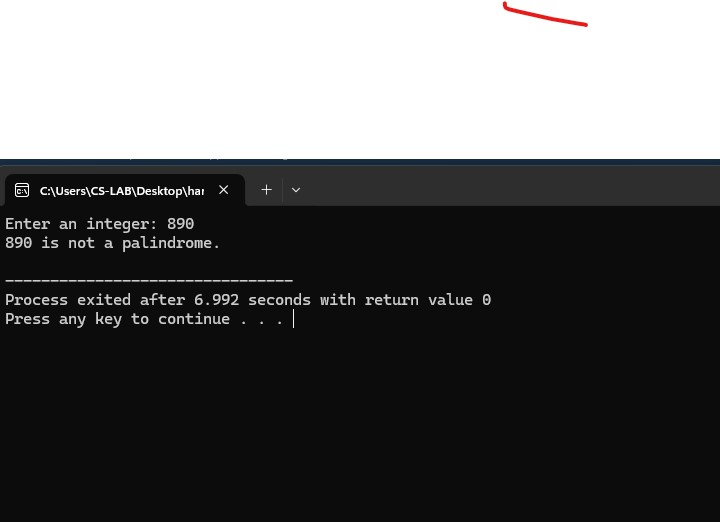 C:\Users\CS-LAB\Desktop\har
Enter an integer: 890
890 is not a palindrome.
--------------------------------
Process exited after 6.992 seconds with return value 0
Press any key to continue . . .